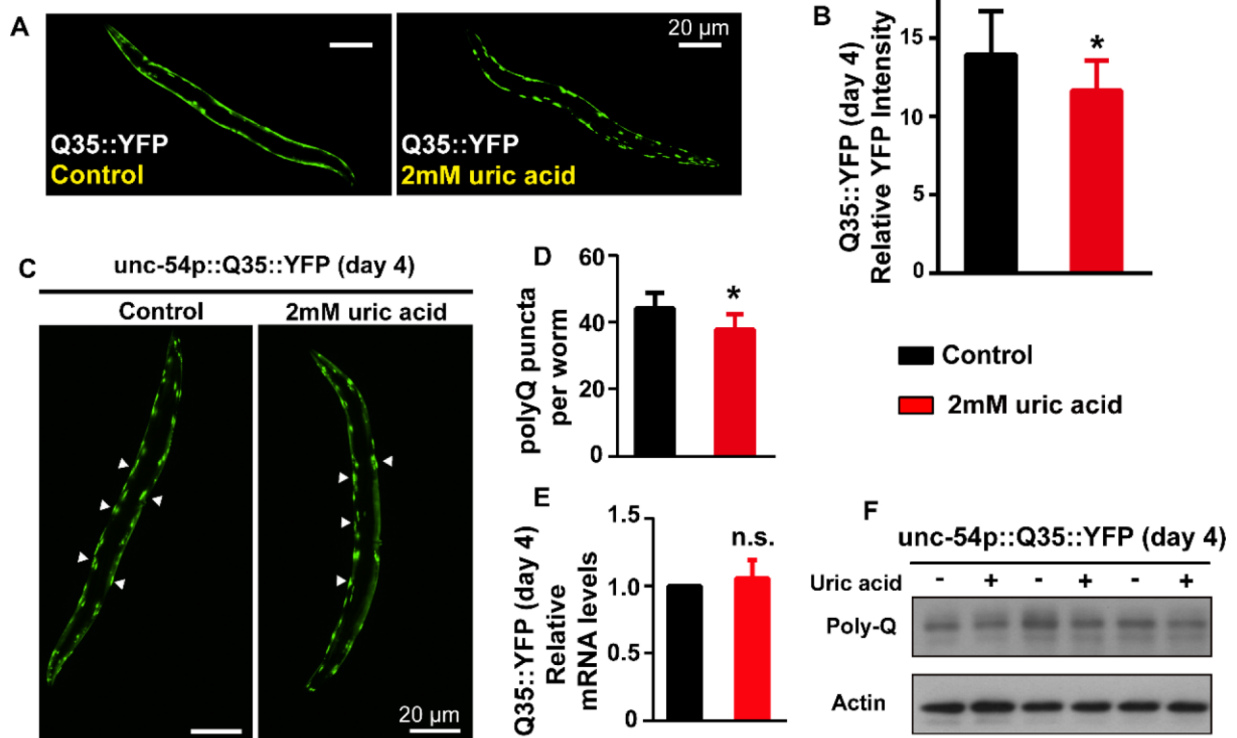 A
20 µm
Q35::YFP
Control
Q35::YFP
2mM uric acid
B
Q35::YFP (day 4)
Relative YFP Intensity
15
10
5
0
*
Control
2mM uric acid
C
unc-54p::Q35::YFP (day 4)
Control
2mM uric acid
20 µm
D
polyQ puncta
per worm
60
40
20
0
*
E
Q35::YFP (day 4)
Relative
mRNA levels
1.5
1.0
0.5
0
n.s.
F
unc-54p::Q35::YFP (day 4)
Uric acid - + - + - +
Poly-Q
Actin